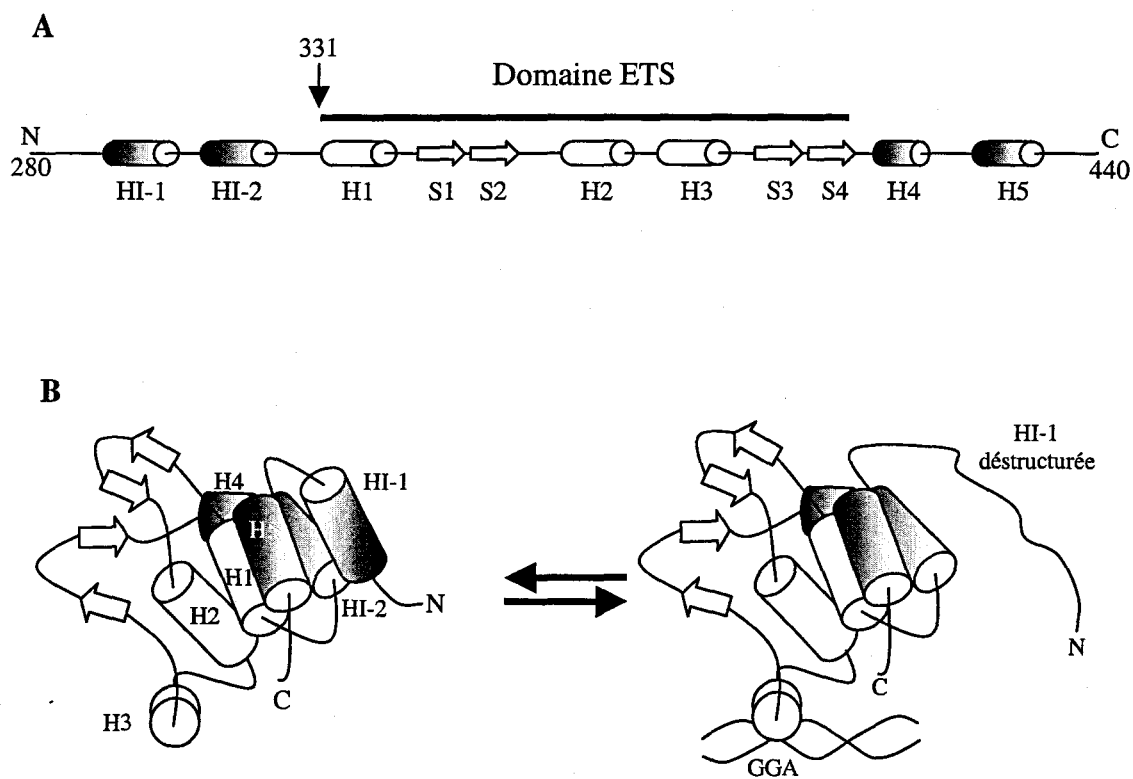 A
331
Domaine ETS
N
C
280
440
HI-1
HI-2
H1
S1
S2
H2
H3
S3
S4
H4
H5
B
H4
HI-1
H1
H2
HI-2
N
C
H3
HI-1
déstructurée
N
C
GGA